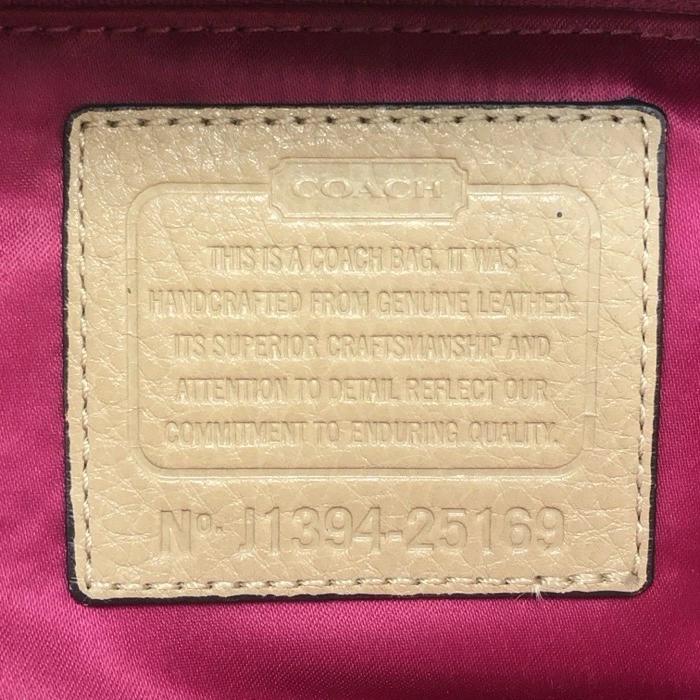 COACH
THIS IS A COACH BAG. IT WAS
HANDCRAFTED FROM GENUINE LEATHER.
ITS SUPERIOR CRAFTSMANSHIP AND
ATTENTION TO DETAIL REFLECT OUR
COMMITMENT TO ENDURING QUALITY.
Nº. J1394-25169